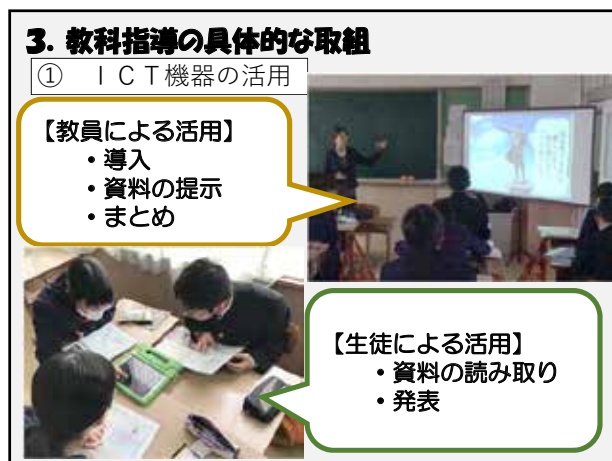 3. 教科指導の具体的な取組
① ＩＣＴ機器の活用
【教員による活用】
・導入
・資料の提示
・まとめ
【生徒による活用】
・資料の読み取り
・発表